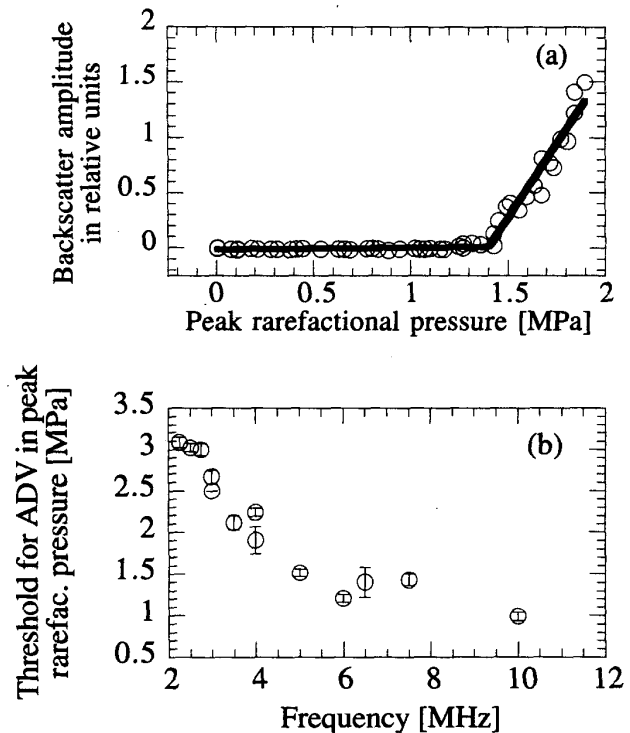 (a)
Backscatter amplitude
in relative units
2
1.5
1
0.5
0
0 0.5 1 1.5 2
Peak rarefactional pressure [MPa]
(b)
Threshold for ADV in peak
rarefac. pressure [MPa]
3.5
3
2.5
2
1.5
1
0.5
2 4 6 8 10 12
Frequency [MHz]